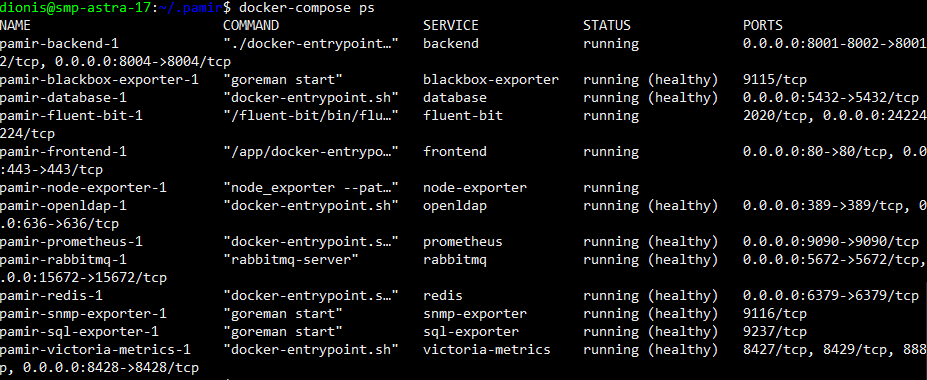 dionis@smp-astra-17:~/.pamir$ docker-compose ps
NAME COMMAND SERVICE STATUS PORTS
pamir-backend-1 "./docker-entrypoint…" backend running 0.0.0.0:8001-8002->8001
2/tcp, 0.0.0.0:8004->8004/tcp
pamir-blackbox-exporter-1 "goreman start" blackbox-exporter running (healthy) 9115/tcp
pamir-database-1 "docker-entrypoint.sh" database running (healthy) 0.0.0.0:5432->5432/tcp
pamir-fluent-bit-1 "/fluent-bit/bin/flu…" fluent-bit running 2020/tcp, 0.0.0.0:24224
224/tcp
pamir-frontend-1 "/app/docker-entrypo…" frontend running 0.0.0.0:80->80/tcp, 0.0
:443->443/tcp
pamir-node-exporter-1 "node_exporter --pat…" node-exporter running
pamir-openldap-1 "docker-entrypoint.sh" openldap running (healthy) 0.0.0.0:389->389/tcp, 0
.0:636->636/tcp
pamir-prometheus-1 "docker-entrypoint.s…" prometheus running (healthy) 0.0.0.0:9090->9090/tcp
pamir-rabbitmq-1 "rabbitmq-server" rabbitmq running (healthy) 0.0.0.0:5672->5672/tcp,
.0.0:15672->15672/tcp
pamir-redis-1 "docker-entrypoint.s…" redis running (healthy) 0.0.0.0:6379->6379/tcp
pamir-snmp-exporter-1 "goreman start" snmp-exporter running (healthy) 9116/tcp
pamir-sql-exporter-1 "goreman start" sql-exporter running (healthy) 9237/tcp
pamir-victoria-metrics-1 "docker-entrypoint.sh" victoria-metrics running (healthy) 8427/tcp, 8429/tcp, 888
p, 0.0.0.0:8428->8428/tcp